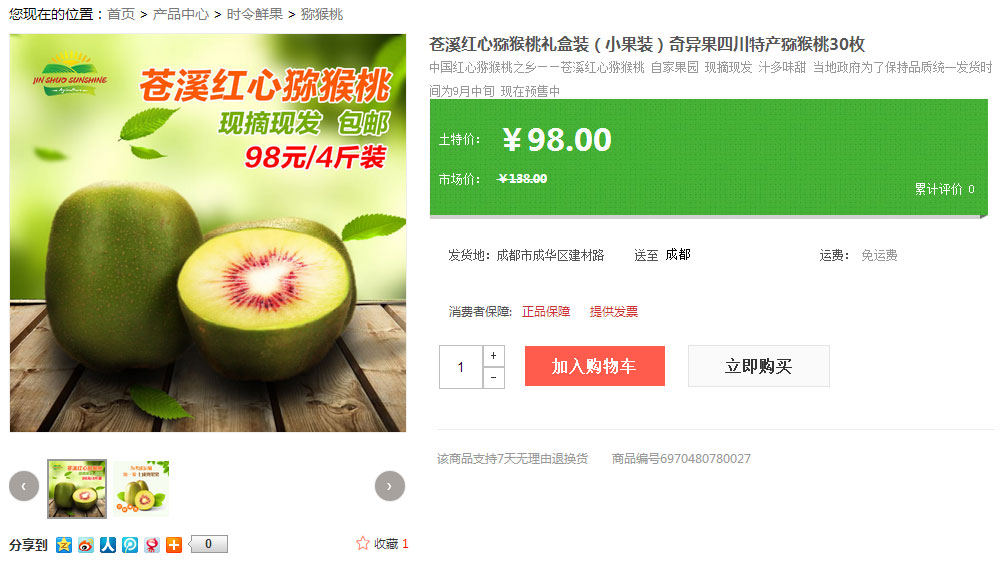 您现在的位置：首页 > 产品中心 > 时令鲜果 > 猕猴桃
JIN SHUO SUNSHINE
苍溪红心猕猴桃
现摘现发 包邮
98元/4斤装
苍溪红心猕猴桃礼盒装（小果装）奇异果四川特产猕猴桃30枚
中国红心猕猴桃之乡——苍溪红心猕猴桃 自家果园 现摘现发 汁多味甜 当地政府为了保持品质统一发货时
间为9月中旬 现在预售中
土特价： ￥98.00
市场价： ￥138.00
累计评价 0
发货地：成都市成华区建材路 送至 成都 运费： 免运费
消费者保障: 正品保障 提供发票
1 + −
加入购物车 立即购买
该商品支持7天无理由退换货 商品编号6970480780027
分享到 0 收藏 1